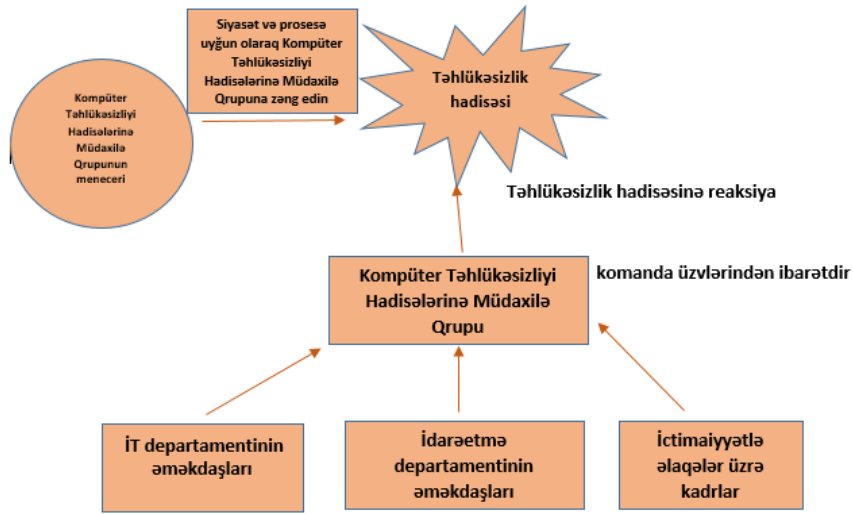 Siyasət və prosesə
uyğun olaraq Kompüter
Təhlükəsizliyi
Hadisələrinə Müdaxilə
Qrupuna zəng edin
Təhlükəsizlik
hadisəsi
Kompüter
Təhlükəsizliyi
Hadisələrinə
Müdaxilə
Qrupunun
meneceri
Təhlükəsizlik hadisəsinə reaksiya
Kompüter Təhlükəsizliyi
Hadisələrinə Müdaxilə
Qrupu
komanda üzvlərindən ibarətdir
İT departamentinin
əməkdaşları
İdarəetmə
departamentinin
əməkdaşları
İctimaiyyətlə
əlaqələr üzrə
kadrlar